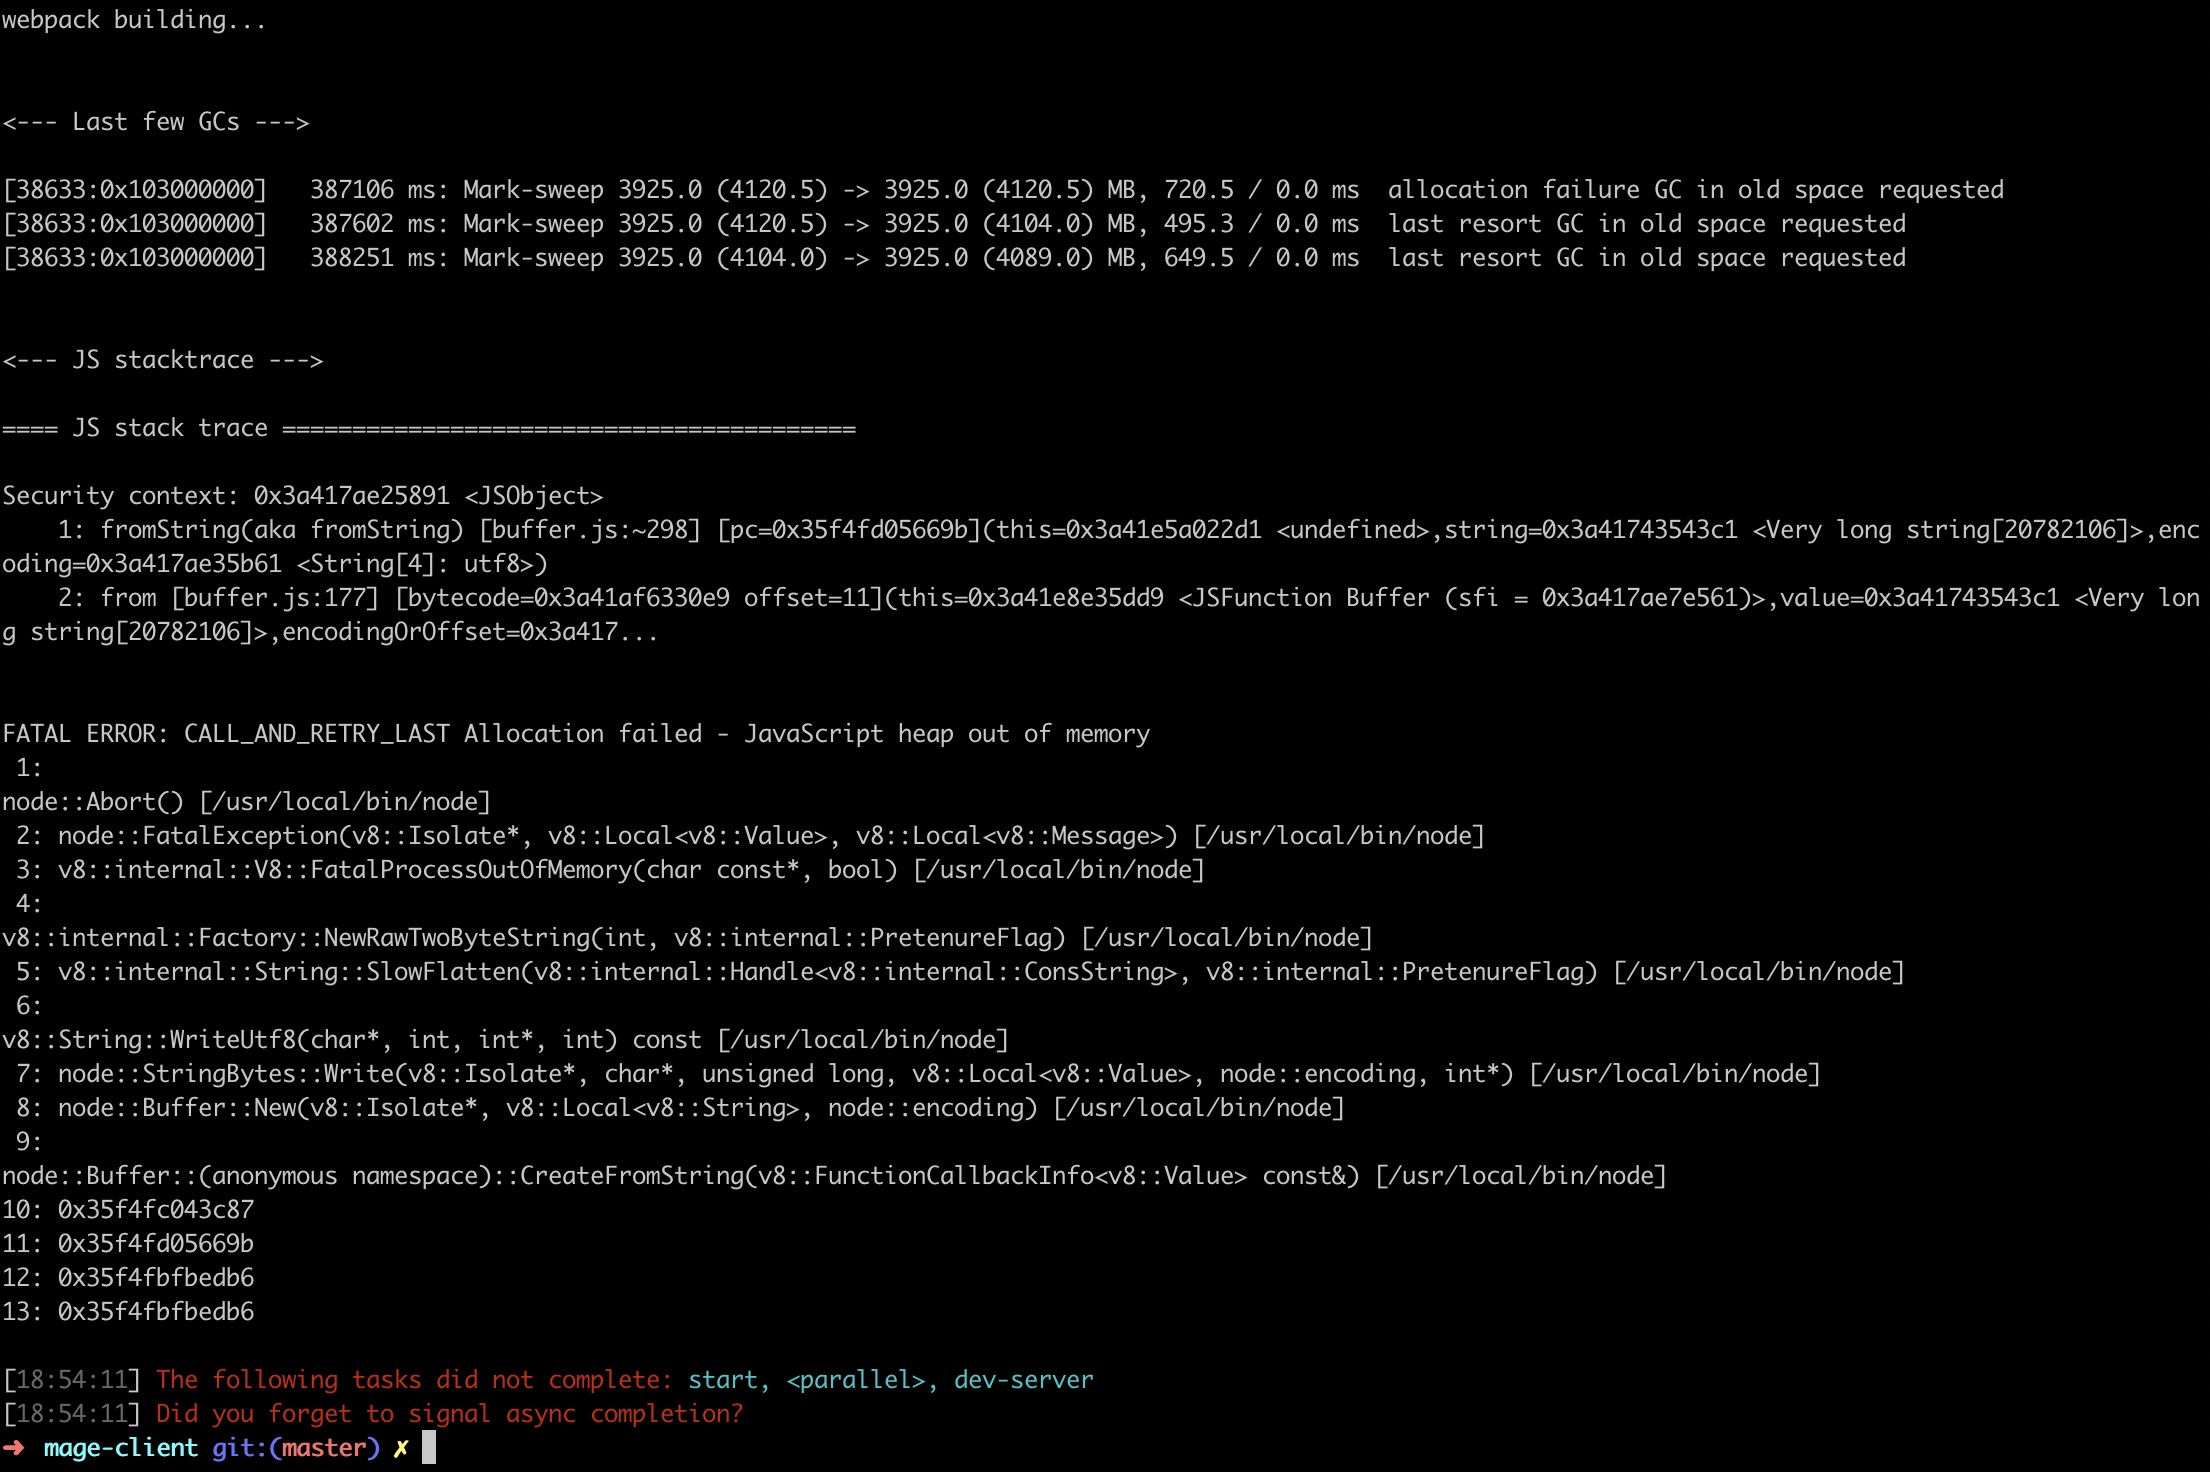 webpack building...
<--- Last few GCs --->
[38633:0x103000000]   387106 ms: Mark-sweep 3925.0 (4120.5) -> 3925.0 (4120.5) MB, 720.5 / 0.0 ms  allocation failure GC in old space requested
[38633:0x103000000]   387602 ms: Mark-sweep 3925.0 (4120.5) -> 3925.0 (4104.0) MB, 495.3 / 0.0 ms  last resort GC in old space requested
[38633:0x103000000]   388251 ms: Mark-sweep 3925.0 (4104.0) -> 3925.0 (4089.0) MB, 649.5 / 0.0 ms  last resort GC in old space requested
<--- JS stacktrace --->
==== JS stack trace =========================================
Security context: 0x3a417ae25891 <JSObject>
    1: fromString(aka fromString) [buffer.js:~298] [pc=0x35f4fd05669b](this=0x3a41e5a022d1 <undefined>,string=0x3a41743543c1 <Very long string[20782106]>,enc
oding=0x3a417ae35b61 <String[4]: utf8>)
    2: from [buffer.js:177] [bytecode=0x3a41af6330e9 offset=11](this=0x3a41e8e35dd9 <JSFunction Buffer (sfi = 0x3a417ae7e561)>,value=0x3a41743543c1 <Very lon
g string[20782106]>,encodingOrOffset=0x3a417...
FATAL ERROR: CALL_AND_RETRY_LAST Allocation failed - JavaScript heap out of memory
 1:
node::Abort() [/usr/local/bin/node]
 2: node::FatalException(v8::Isolate*, v8::Local<v8::Value>, v8::Local<v8::Message>) [/usr/local/bin/node]
 3: v8::internal::V8::FatalProcessOutOfMemory(char const*, bool) [/usr/local/bin/node]
 4:
v8::internal::Factory::NewRawTwoByteString(int, v8::internal::PretenureFlag) [/usr/local/bin/node]
 5: v8::internal::String::SlowFlatten(v8::internal::Handle<v8::internal::ConsString>, v8::internal::PretenureFlag) [/usr/local/bin/node]
 6:
v8::String::WriteUtf8(char*, int, int*, int) const [/usr/local/bin/node]
 7: node::StringBytes::Write(v8::Isolate*, char*, unsigned long, v8::Local<v8::Value>, node::encoding, int*) [/usr/local/bin/node]
 8: node::Buffer::New(v8::Isolate*, v8::Local<v8::String>, node::encoding) [/usr/local/bin/node]
 9:
node::Buffer::(anonymous namespace)::CreateFromString(v8::FunctionCallbackInfo<v8::Value> const&) [/usr/local/bin/node]
10: 0x35f4fc043c87
11: 0x35f4fd05669b
12: 0x35f4fbfbedb6
13: 0x35f4fbfbedb6
[18:54:11] The following tasks did not complete: start, <parallel>, dev-server
[18:54:11] Did you forget to signal async completion?
➜  mage-client git:(master) ✗